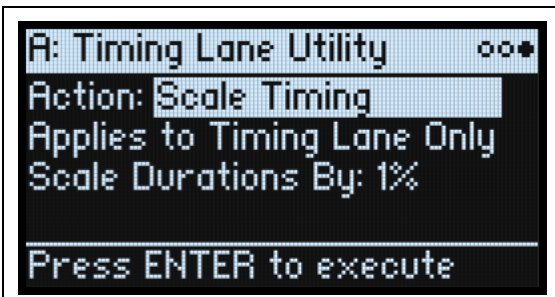 A: Timing Lane Utility
Action: Scale Timing
Applies to Timing Lane Only
Scale Durations By: 1%
Press ENTER to execute